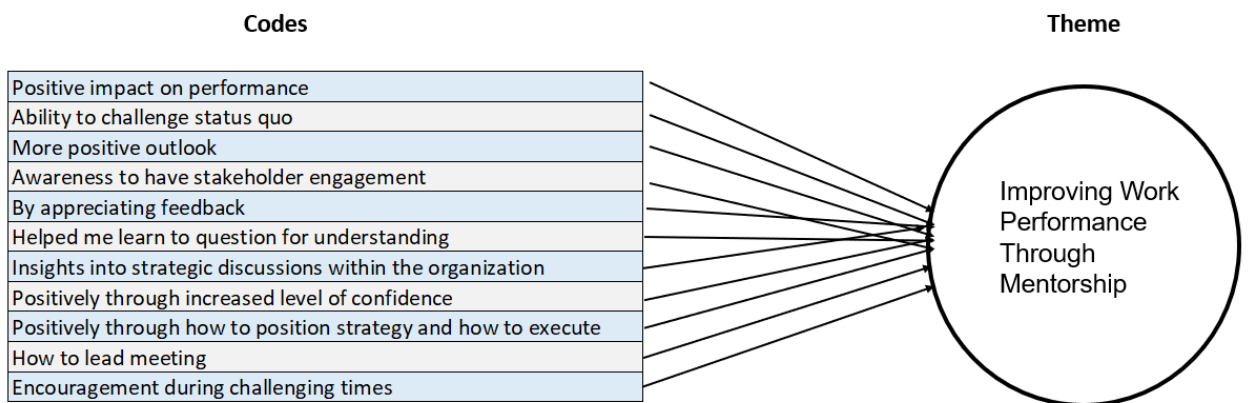 Codes
Theme
Positive impact on performance
Ability to challenge status quo
More positive outlook
Awareness to have stakeholder engagement
By appreciating feedback
Helped me learn to question for understanding
Insights into strategic discussions within the organization
Positively through increased level of confidence
Positively through how to position strategy and how to execute
How to lead meeting
Encouragement during challenging times
Improving Work
Performance
Through
Mentorship